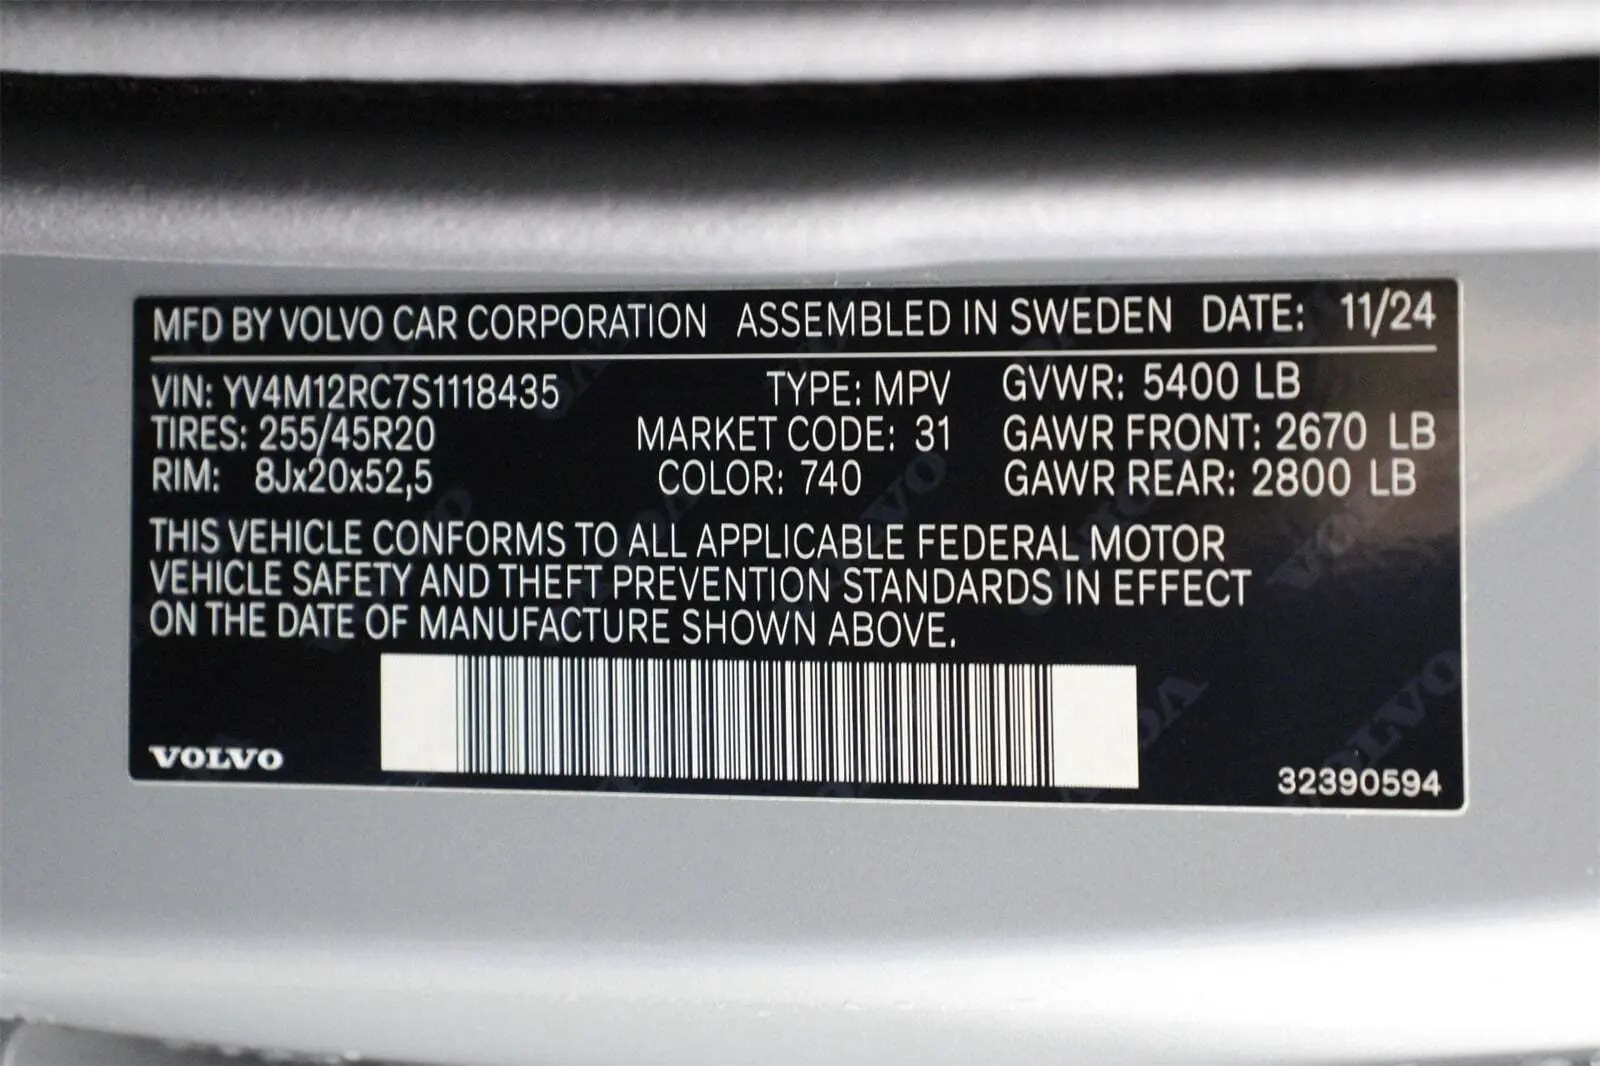 MFD BY VOLVO CAR CORPORATION ASSEMBLED IN SWEDEN DATE: 11/24
VIN: YV4M12RC7S1118435 TYPE: MPV GVWR: 5400 LB
TIRES: 255/45R20 MARKET CODE: 31 GAWR FRONT: 2670 LB
RIM: 8Jx20x52,5 COLOR: 740 GAWR REAR: 2800 LB
THIS VEHICLE CONFORMS TO ALL APPLICABLE FEDERAL MOTOR
VEHICLE SAFETY AND THEFT PREVENTION STANDARDS IN EFFECT
ON THE DATE OF MANUFACTURE SHOWN ABOVE.
VOLVO 32390594